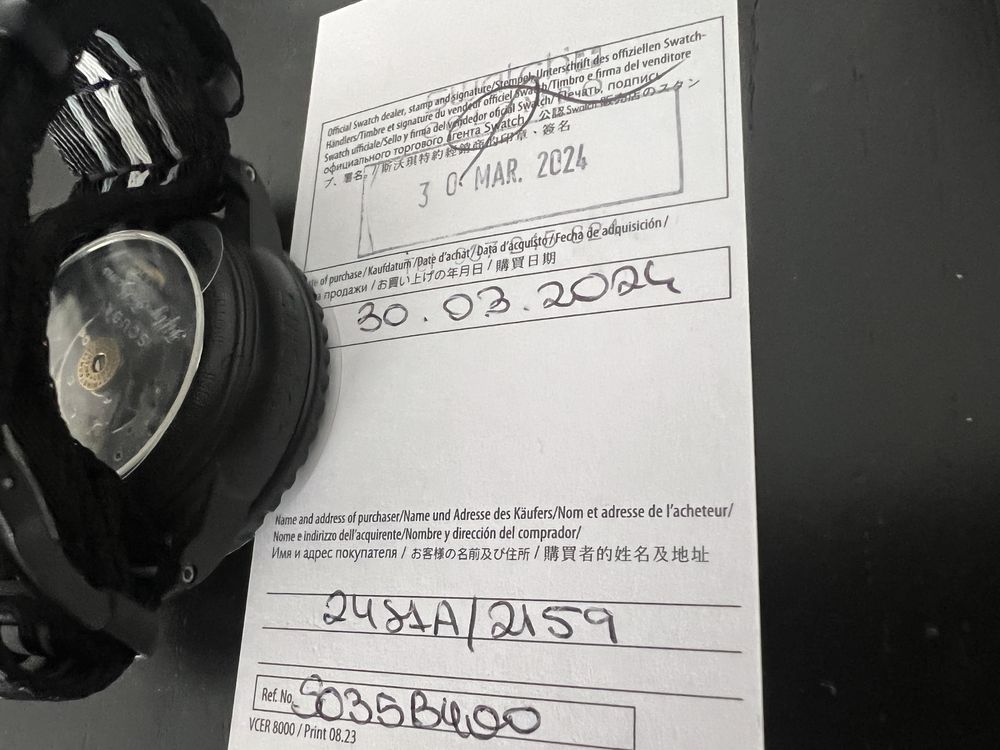 Official Swatch dealer, stamp and signature/Stempel, Unterschrift des offiziellen Swatch-
Händlers/Timbre et signature du vendeur officiel Swatch/Timbro e firma del venditore
Swatch ufficiale/Sello y firma del vendedor oficial Swatch/ Печать, подпись
официального торгового агента Swatch / 公認Swatch販売店のスタン
プ、署名。/斯沃琪特約經銷商的印章、簽名
30 MAR. 2024
of purchase/Kaufdatum/Date d'achat/Data d'acquisto/Fecha de adquisición/
продажи / お買い上げの年月日 / 購買日期
30.03.2024
Name and address of purchaser/Name und Adresse des Käufers/Nom et adresse de l'acheteur/
Nome e indirizzo dell'acquirente/Nombre y dirección del comprador/
Имя и адрес покупателя / お客様の名前及び住所 / 購買者的姓名及地址
2481A/2159
Ref. No. SO35B400
VCER 8000 / Print 08.23